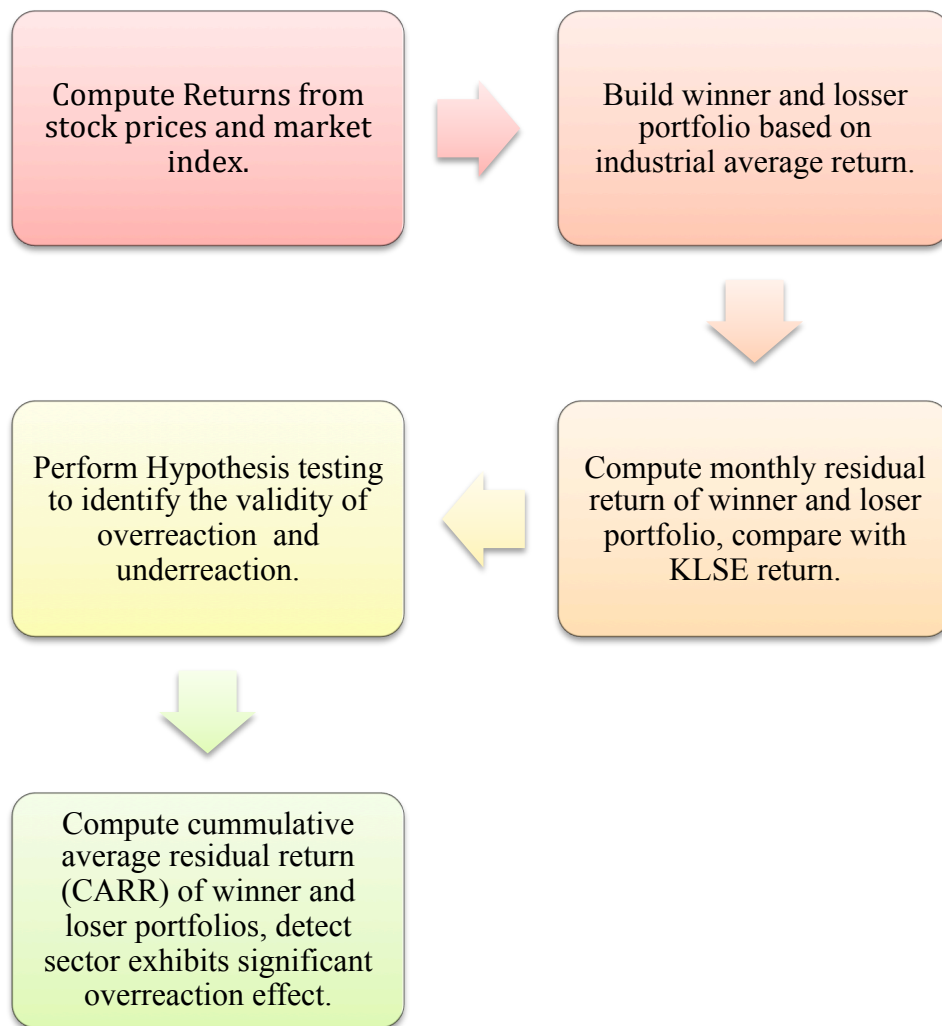 Compute Returns from
stock prices and market
index.
Build winner and losser
portfolio based on
industrial average return.
Compute monthly residual
return of winner and loser
portfolio, compare with
KLSE return.
Perform Hypothesis testing
to identify the validity of
overreaction and
underreaction.
Compute cummulative
average residual return
(CARR) of winner and
loser portfolios, detect
sector exhibits significant
overreaction effect.